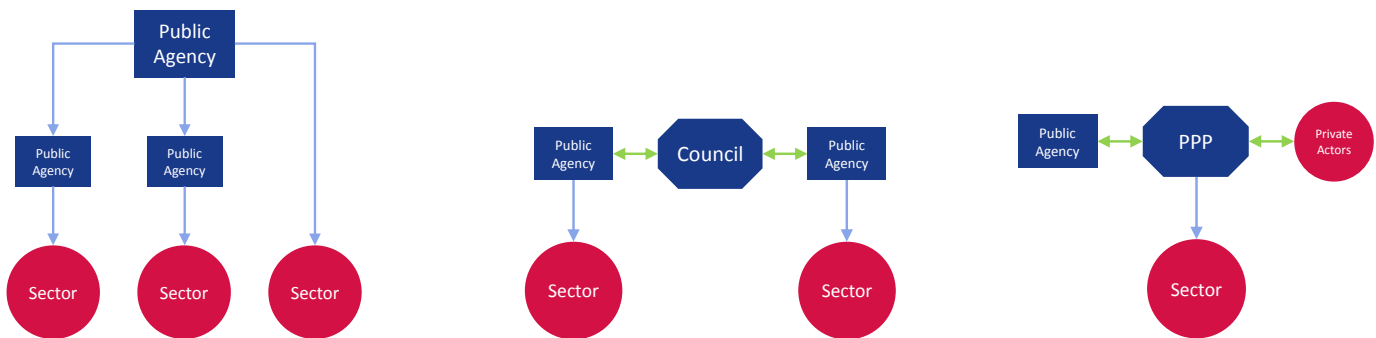 Public
Agency
Public
Agency
Public
Agency
Sector
Sector
Sector
Public
Agency
Council
Public
Agency
Sector
Sector
Public
Agency
PPP
Private
Actors
Sector